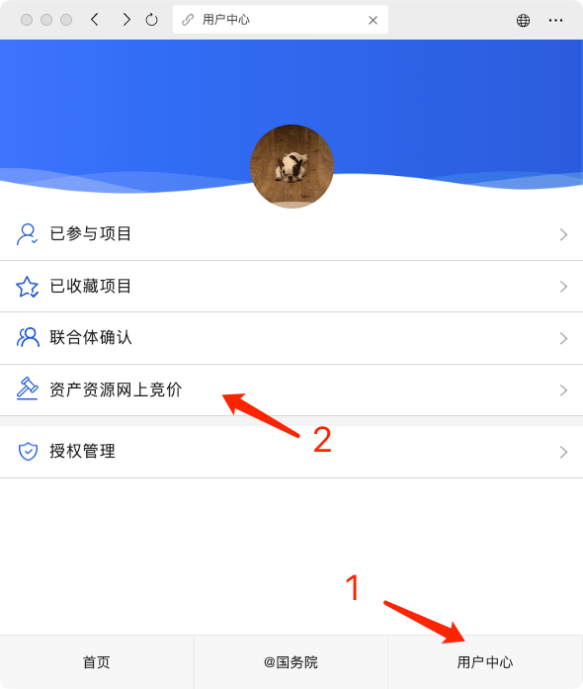 用户中心
已参与项目
已收藏项目
联合体确认
资产资源网上竞价
2
授权管理
1
首页 @国务院 用户中心